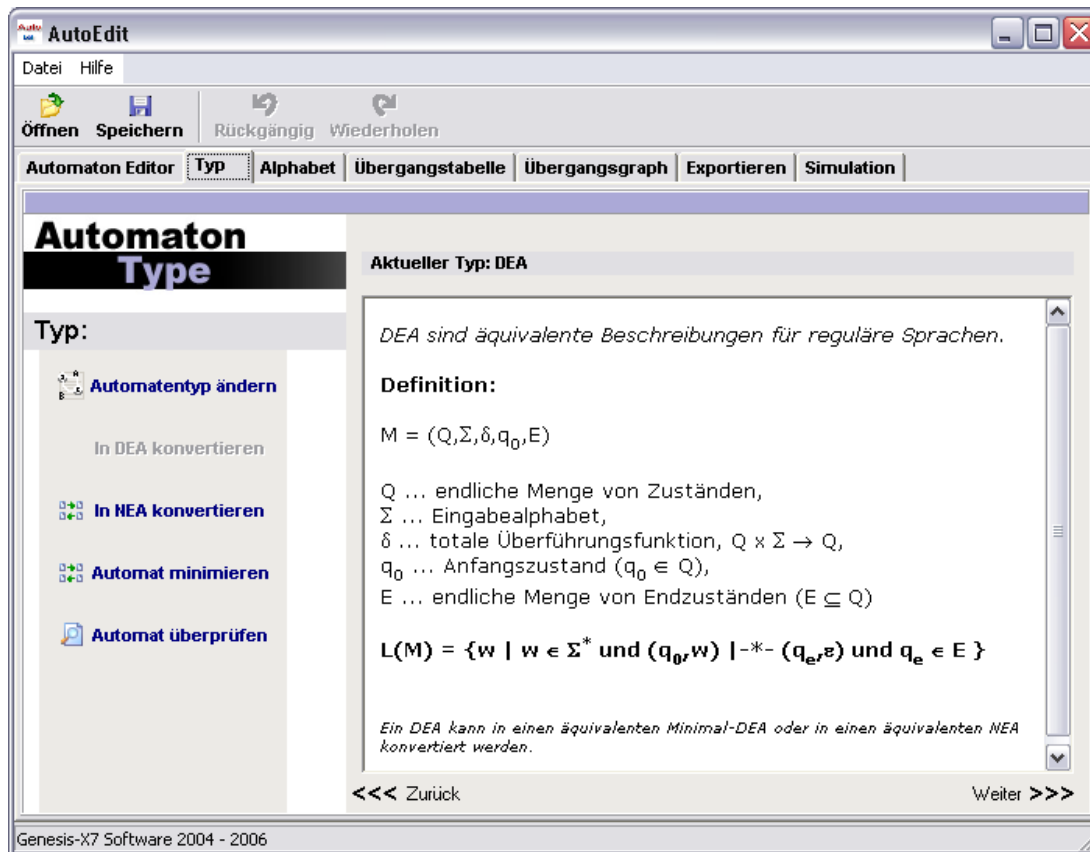 AutoEdit
Datei Hilfe
Öffnen Speichern Rückgängig Wiederholen
Automaton Editor Typ Alphabet Übergangstabelle Übergangsgraph Exportieren Simulation
Automaton
Type
Aktueller Typ: DEA
Typ:
Automatentyp ändern
In DEA konvertieren
In NEA konvertieren
Automat minimieren
Automat überprüfen
DEA sind äquivalente Beschreibungen für reguläre Sprachen.
Definition:
M = (Q,Σ,δ,q₀,E)
Q ... endliche Menge von Zuständen,
Σ ... Eingabealphabet,
δ ... totale Überführungsfunktion, Q x Σ → Q,
q₀ ... Anfangszustand (q₀ ∈ Q),
E ... endliche Menge von Endzuständen (E ⊆ Q)
L(M) = {w | w ∈ Σ* und (q₀,w) |-*- (qₑ,ε) und qₑ ∈ E }
Ein DEA kann in einen äquivalenten Minimal-DEA oder in einen äquivalenten NEA
konvertiert werden.
<<< Zurück Weiter >>>
Genesis-X7 Software 2004 - 2006